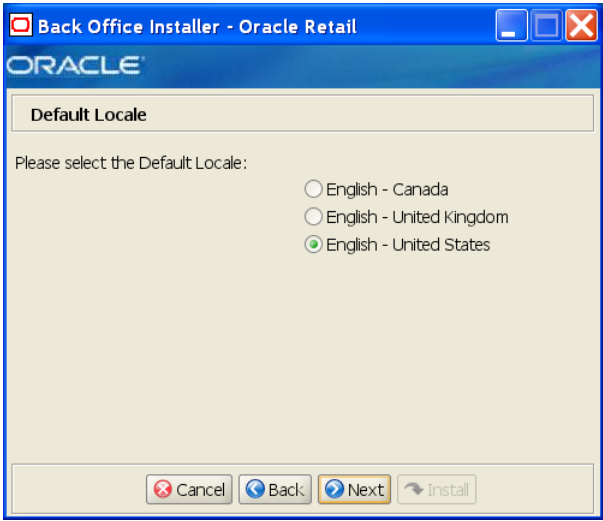 Back Office Installer - Oracle Retail
ORACLE
Default Locale
Please select the Default Locale:
English - Canada
English - United Kingdom
English - United States
Cancel Back Next Install